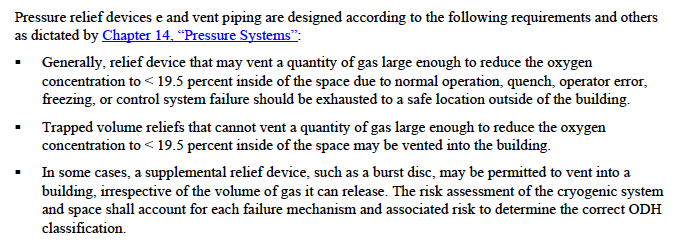 Pressure relief devices e and vent piping are designed according to the following requirements and others
as dictated by Chapter 14, “Pressure Systems”:
▪ Generally, relief device that may vent a quantity of gas large enough to reduce the oxygen
concentration to < 19.5 percent inside of the space due to normal operation, quench, operator error,
freezing, or control system failure should be exhausted to a safe location outside of the building.
▪ Trapped volume reliefs that cannot vent a quantity of gas large enough to reduce the oxygen
concentration to < 19.5 percent inside of the space may be vented into the building.
▪ In some cases, a supplemental relief device, such as a burst disc, may be permitted to vent into a
building, irrespective of the volume of gas it can release. The risk assessment of the cryogenic system
and space shall account for each failure mechanism and associated risk to determine the correct ODH
classification.